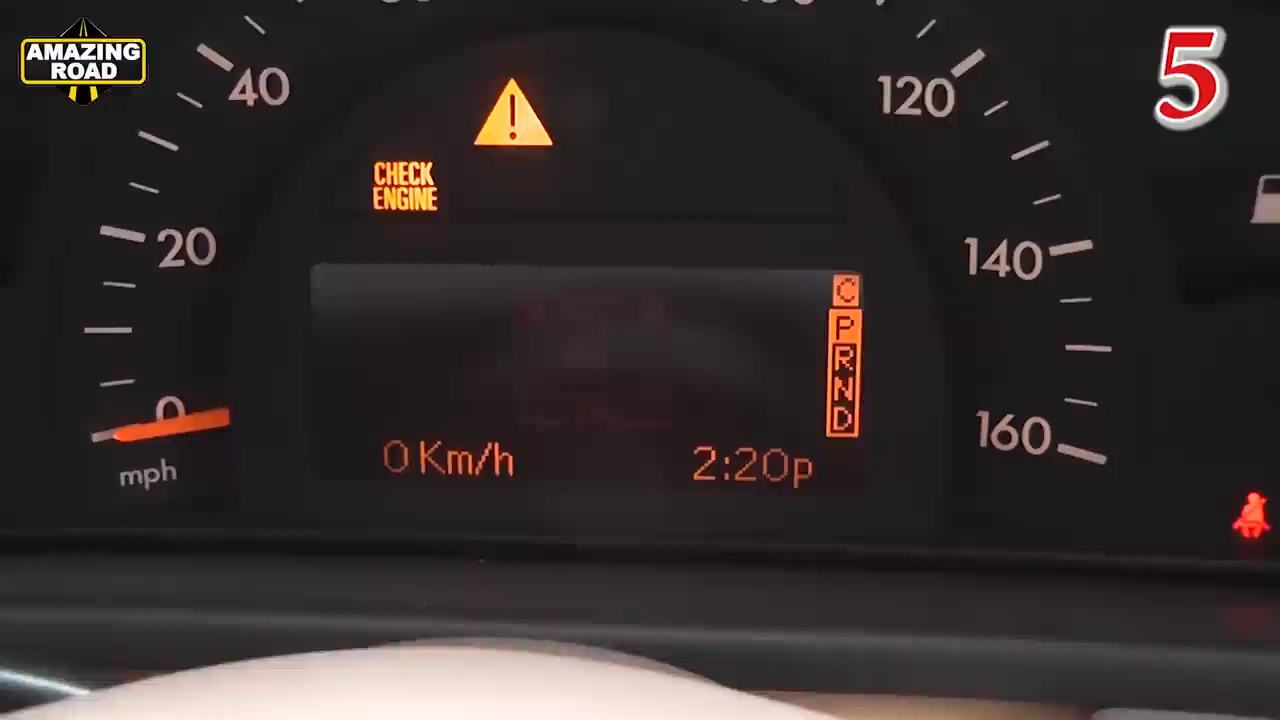 AMAZING
ROAD
5
40
120
CHECK
ENGINE
20
140
C
P
R
N
D
0
160
mph
0 Km/h
2:20p